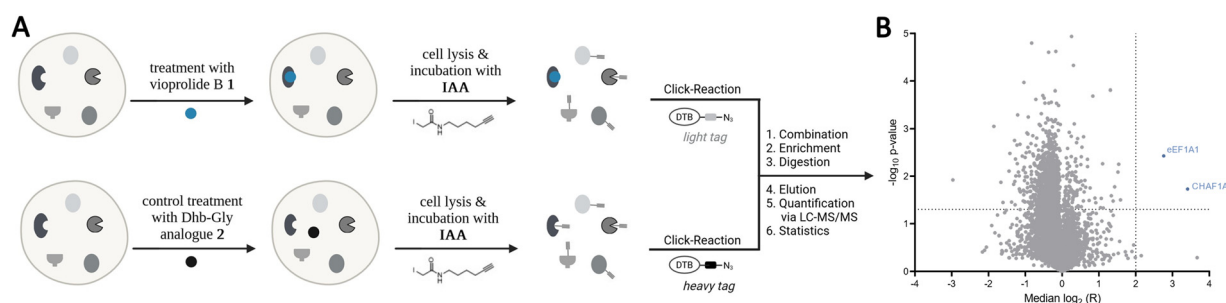 A
treatment with
vioprolide B 1
cell lysis &
incubation with
IAA
I
O
N
H
Click-Reaction
DTB
N₃
light tag
control treatment
with Dhb-Gly
analogue 2
cell lysis &
incubation with
IAA
I
O
N
H
Click-Reaction
DTB
N₃
heavy tag
1. Combination
2. Enrichment
3. Digestion
4. Elution
5. Quantification
via LC-MS/MS
6. Statistics
B
-log₁₀ p-value
5
4
3
2
1
0
eEF1A1
CHAF1A
-4
-3
-2
-1
0
1
2
3
4
Median log₂ (R)